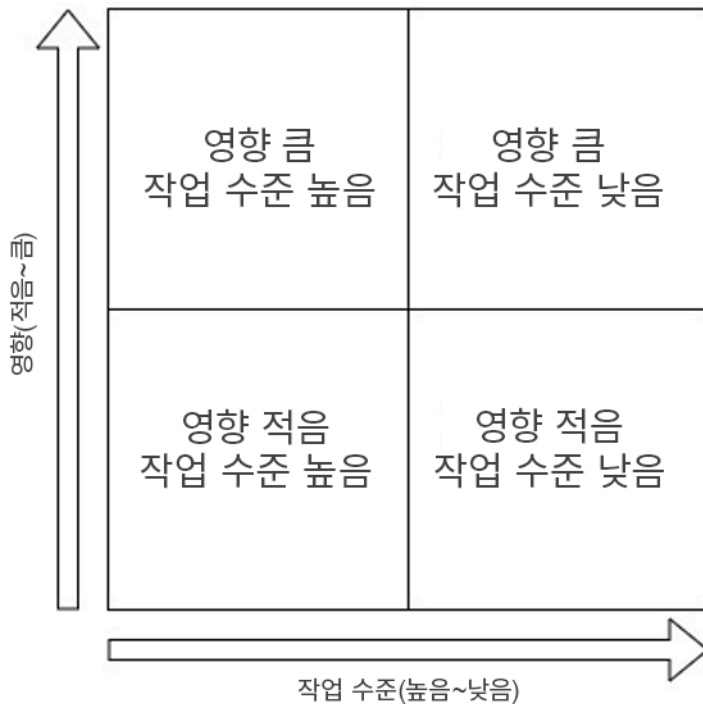 영향 큼
작업 수준 높음
영향 큼
작업 수준 낮음
영향(적음~큼)
영향 적음
작업 수준 높음
영향 적음
작업 수준 낮음
작업 수준(높음~낮음)